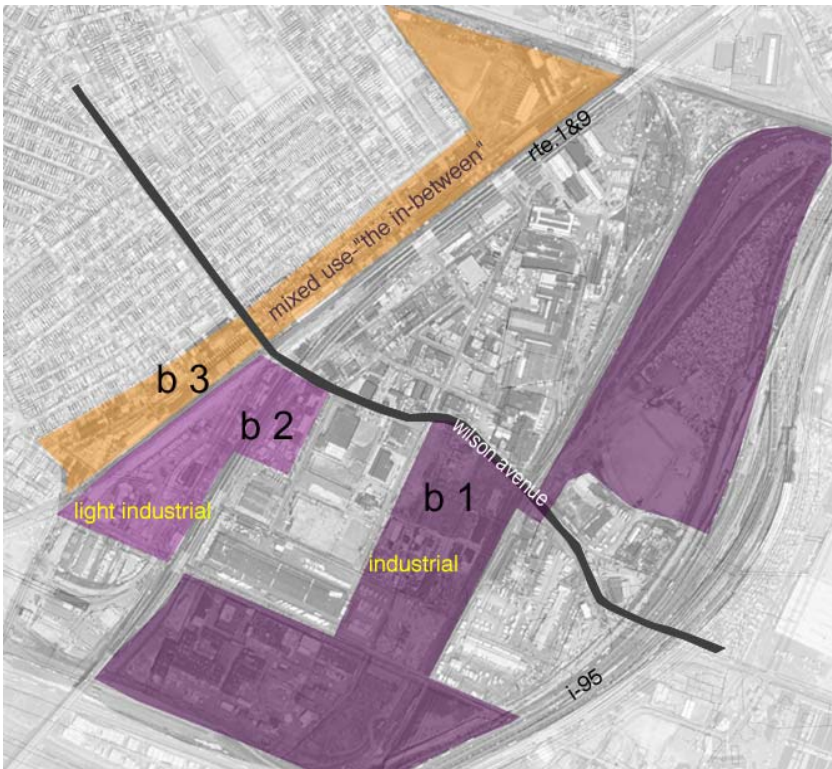 rte.1&9
mixed use-"the in-between"
b 3
b 2
wilson avenue
b 1
light industrial
industrial
i-95